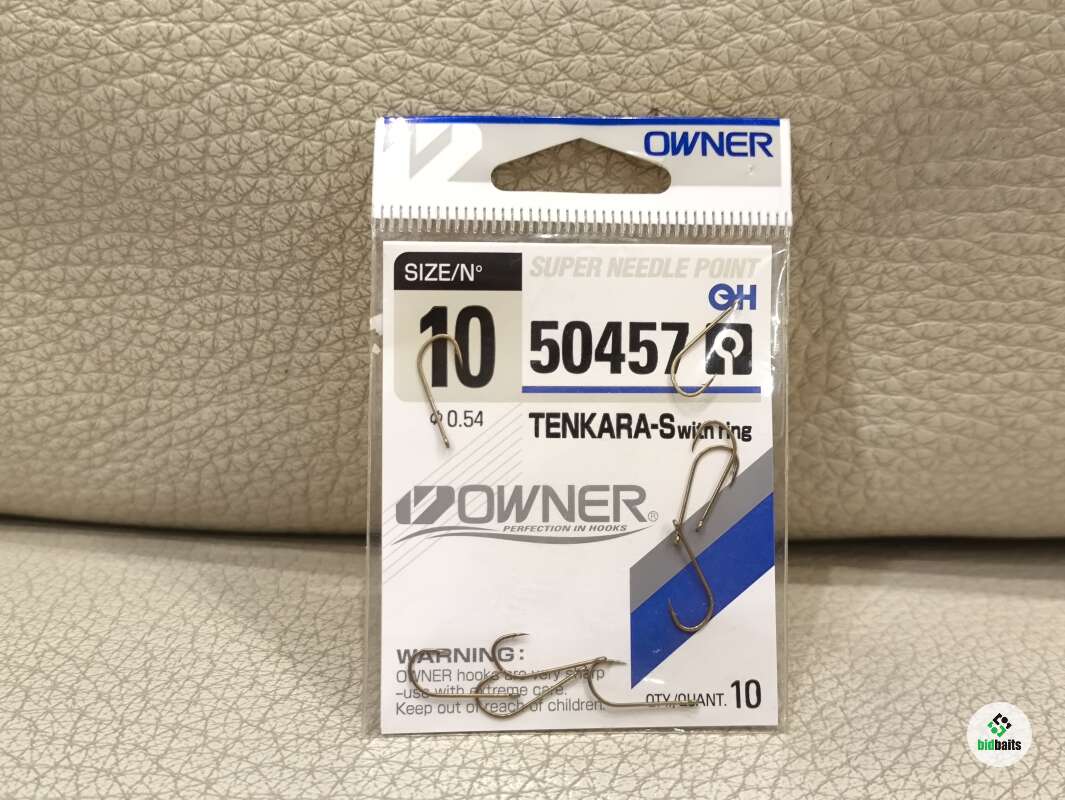 OWNER
SIZE/Nº
SUPER NEEDLE POINT
10
50457
Φ 0.54
TENKARA-S with ring
OWNER®
PERFECTION IN HOOKS
WARNING:
OWNER hooks are very sharp
-use with extreme care.
Keep out of reach of children.
QTY./QUANT. 10
bidbaits